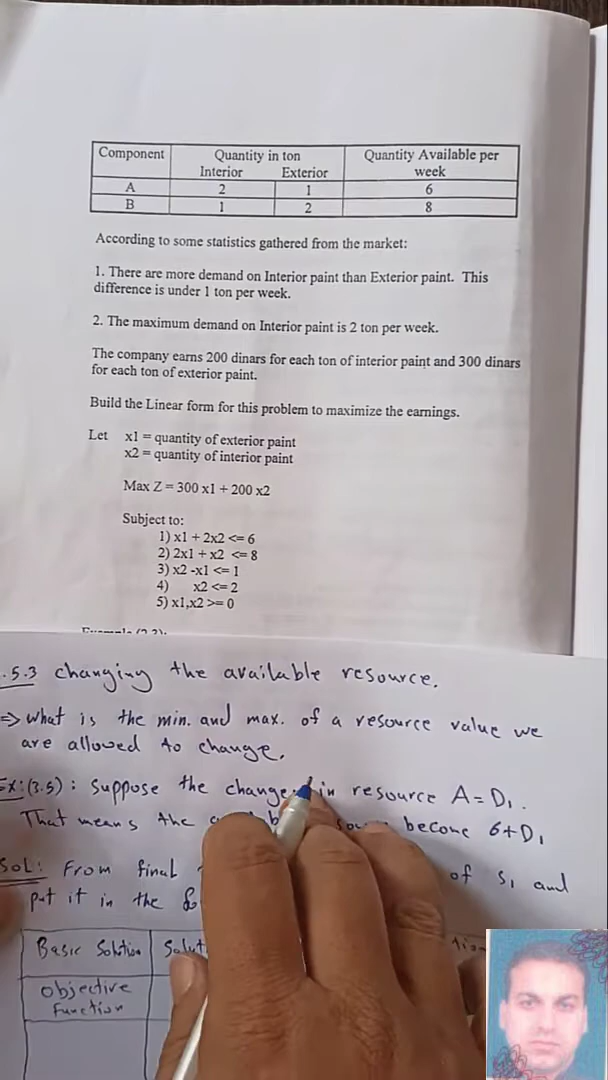 Component Quantity in ton Quantity Available per
Interior Exterior week
A 2 1 6
B 1 2 8
According to some statistics gathered from the market:
1. There are more demand on Interior paint than Exterior paint. This
difference is under 1 ton per week.
2. The maximum demand on Interior paint is 2 ton per week.
The company earns 200 dinars for each ton of interior paint and 300 dinars
for each ton of exterior paint.
Build the Linear form for this problem to maximize the earnings.
Let x1 = quantity of exterior paint
x2 = quantity of interior paint
Max Z = 300 x1 + 200 x2
Subject to:
1) x1 + 2x2 <= 6
2) 2x1 + x2 <= 8
3) x2 -x1 <= 1
4) x2 <= 2
5) x1,x2 >= 0
.5.3 changing the available resource.
=> what is the min. and max. of a resource value we
are allowed to change.
Ex:(3.5): Suppose the change in resource A = D1.
That means the become 6+D1
Sol: From final of S1 and
put it in the
Basic Solution
Objective
Function